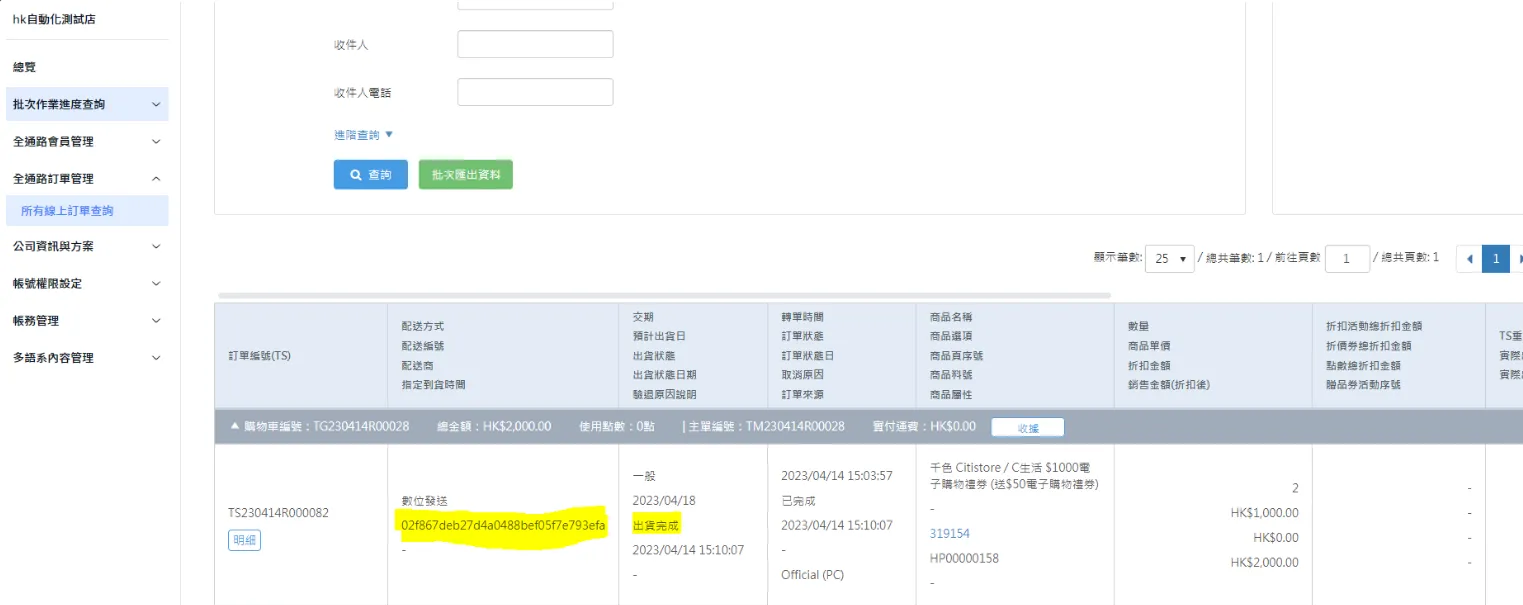 hk自動化測試店
總覽
批次作業進度查詢
全通路會員管理
全通路訂單管理
所有線上訂單查詢
公司資訊與方案
帳號權限設定
帳務管理
多語系內容管理
收件人
收件人電話
進階查詢 ▼
查詢
批次匯出資料
顯示筆數: 25 / 總共筆數: 1 / 前往頁數 1 / 總共頁數: 1
1
訂單編號(TS)
配送方式
配送編號
配送商
指定到貨時間
交期
預計出貨日
出貨狀態
出貨狀態日期
驗退原因說明
轉單時間
訂單狀態
訂單狀態日
取消原因
訂單來源
商品名稱
商品選項
商品頁序號
商品料號
商品屬性
數量
商品單價
折扣金額
銷售金額(折扣後)
折扣活動總折扣金額
折價券總折扣金額
點數總折扣金額
贈品券活動序號
實際
實際
▲ 購物車編號：TG230414R00028 總金額：HK$2,000.00 使用點數：0點 | 主單編號：TM230414R00028 實付運費：HK$0.00 收據
TS230414R000082
明細
數位發送
02f867deb27d4a0488bef05f7e793efa
-
一般
2023/04/18
出貨完成
2023/04/14 15:10:07
-
2023/04/14 15:03:57
已完成
2023/04/14 15:10:07
-
Official (PC)
千色 Citistore / C生活 $1000電
子購物禮券 (送$50電子購物禮券)
-
319154
HP00000158
-
2
HK$1,000.00
HK$0.00
HK$2,000.00
-
-
-
-